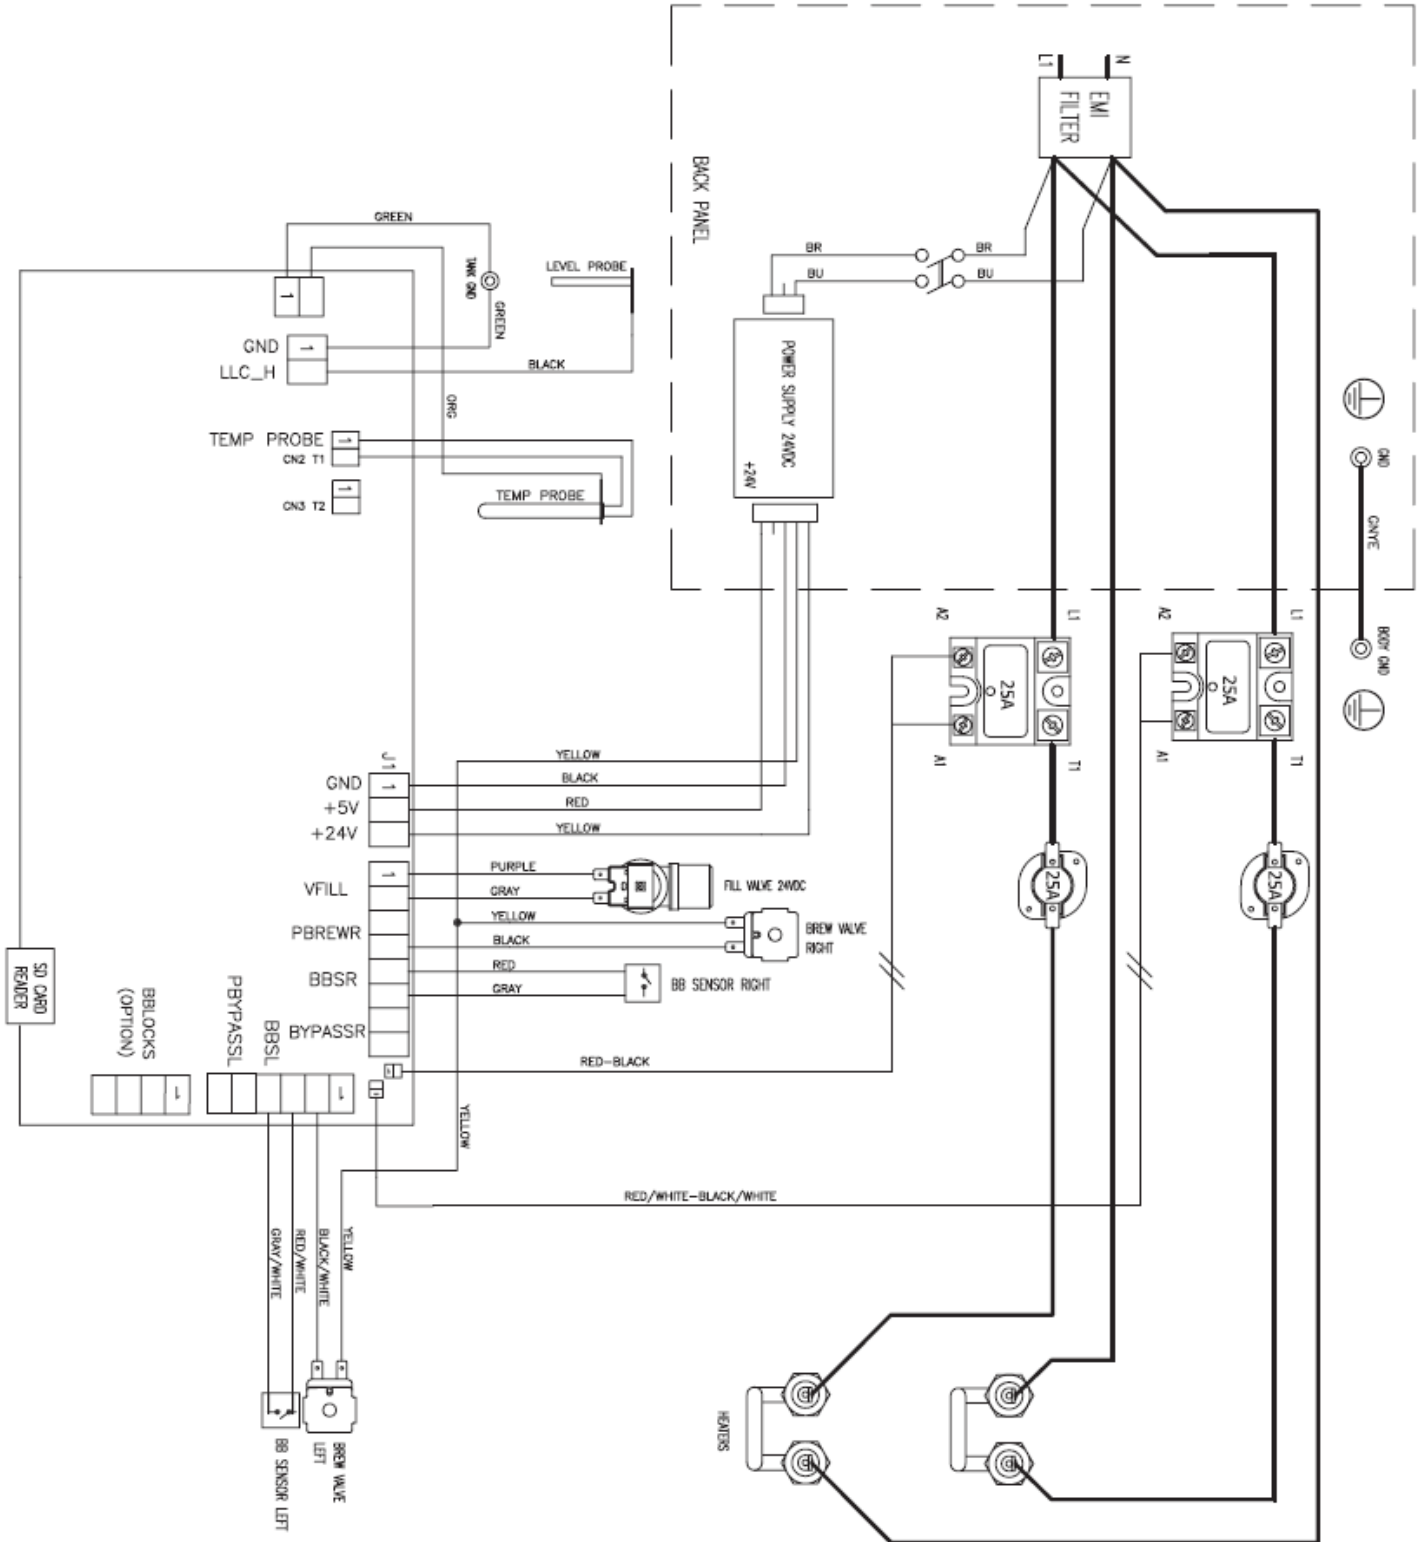 L1
N
EMI
FILTER
BACK PANEL
GREEN
TANK GND
LEVEL PROBE
BR
BR
BU
BU
1
GREEN
GND
1
LLC_H
BLACK
POWER SUPPLY 24VDC
+24V
ORG
TEMP PROBE
1
CN2 T1
1
CN3 T2
TEMP PROBE
GND
GNYE
BODY GND
A2
L1
A2
L1
25A
25A
A1
T1
A1
T1
J1
YELLOW
GND
1
BLACK
+5V
RED
+24V
YELLOW
1
PURPLE
VFILL
GRAY
FILL VALVE 24VDC
25A
25A
YELLOW
PBREWR
BLACK
BREW VALVE
RIGHT
RED
BBSR
GRAY
BB SENSOR RIGHT
BYPASSR
SD CARD
READER
BBLOCKS
(OPTION)
PBYPASSL
BBSL
RED-BLACK
1
1
YELLOW
RED/WHITE-BLACK/WHITE
GRAY/WHITE
RED/WHITE
BLACK/WHITE
YELLOW
BB SENSOR LEFT
BREW VALVE
LEFT
HEATERS